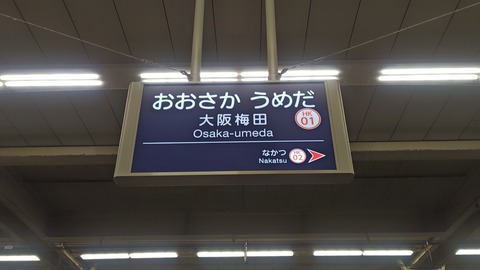 おおさか うめだ
大阪梅田
HK
01
Osaka-umeda
なかつ
Nakatsu
HK
02